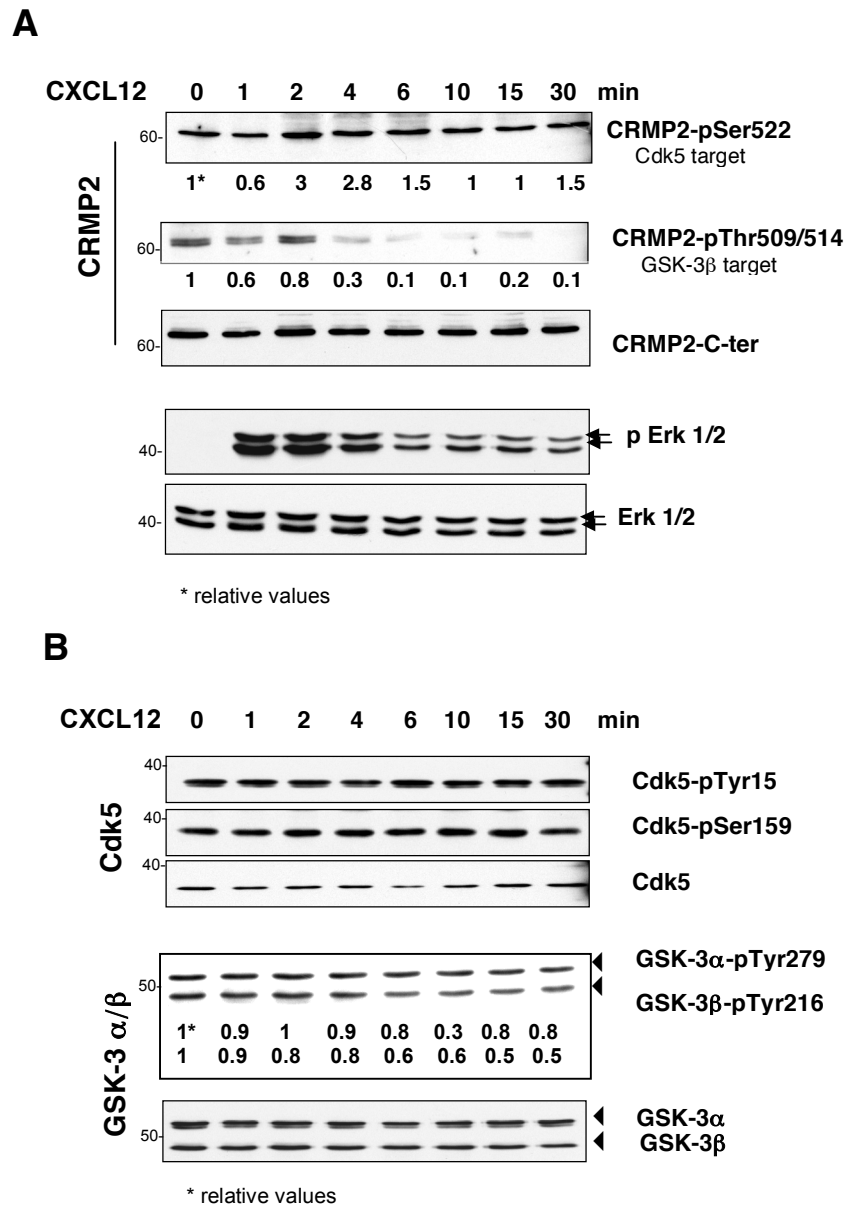 A
CXCL12 0 1 2 4 6 10 15 30 min
60- CRMP2-pSer522
Cdk5 target
1* 0.6 3 2.8 1.5 1 1 1.5
CRMP2
60- CRMP2-pThr509/514
GSK-3β target
1 0.6 0.8 0.3 0.1 0.1 0.2 0.1
60- CRMP2-C-ter
40- p Erk 1/2
40- Erk 1/2
* relative values
B
CXCL12 0 1 2 4 6 10 15 30 min
Cdk5
40- Cdk5-pTyr15
40- Cdk5-pSer159
40- Cdk5
GSK-3 α/β
GSK-3α-pTyr279
50- GSK-3β-pTyr216
1* 0.9 1 0.9 0.8 0.3 0.8 0.8
1 0.9 0.8 0.8 0.6 0.6 0.5 0.5
GSK-3α
50- GSK-3β
* relative values